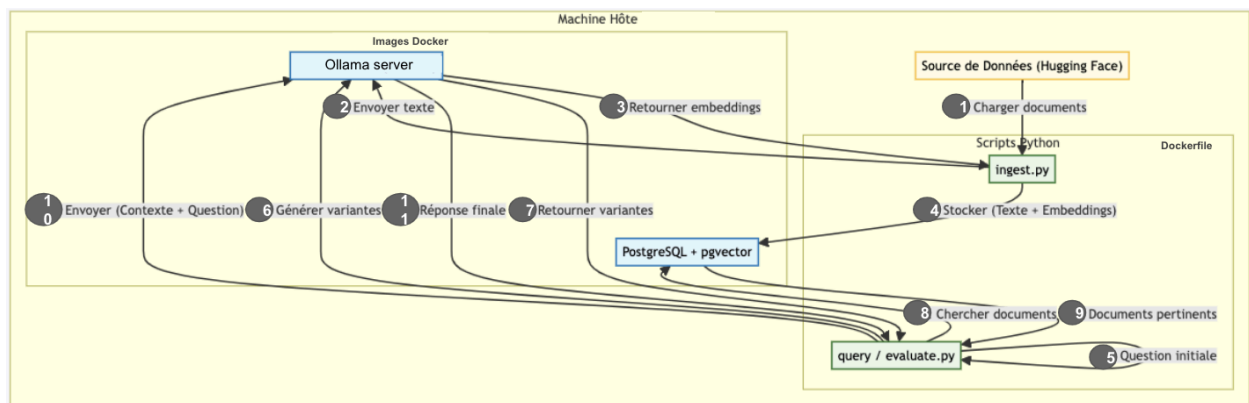 Machine Hôte
Images Docker
Ollama server
Source de Données (Hugging Face)
2 Envoyer texte
3 Retourner embeddings
1 Charger documents
Scripts Python
Dockerfile
ingest.py
10 Envoyer (Contexte + Question)
6 Générer variantes
11 Réponse finale
7 Retourner variantes
4 Stocker (Texte + Embeddings)
PostgreSQL + pgvector
8 Chercher documents
9 Documents pertinents
query / evaluate.py
5 Question initiale